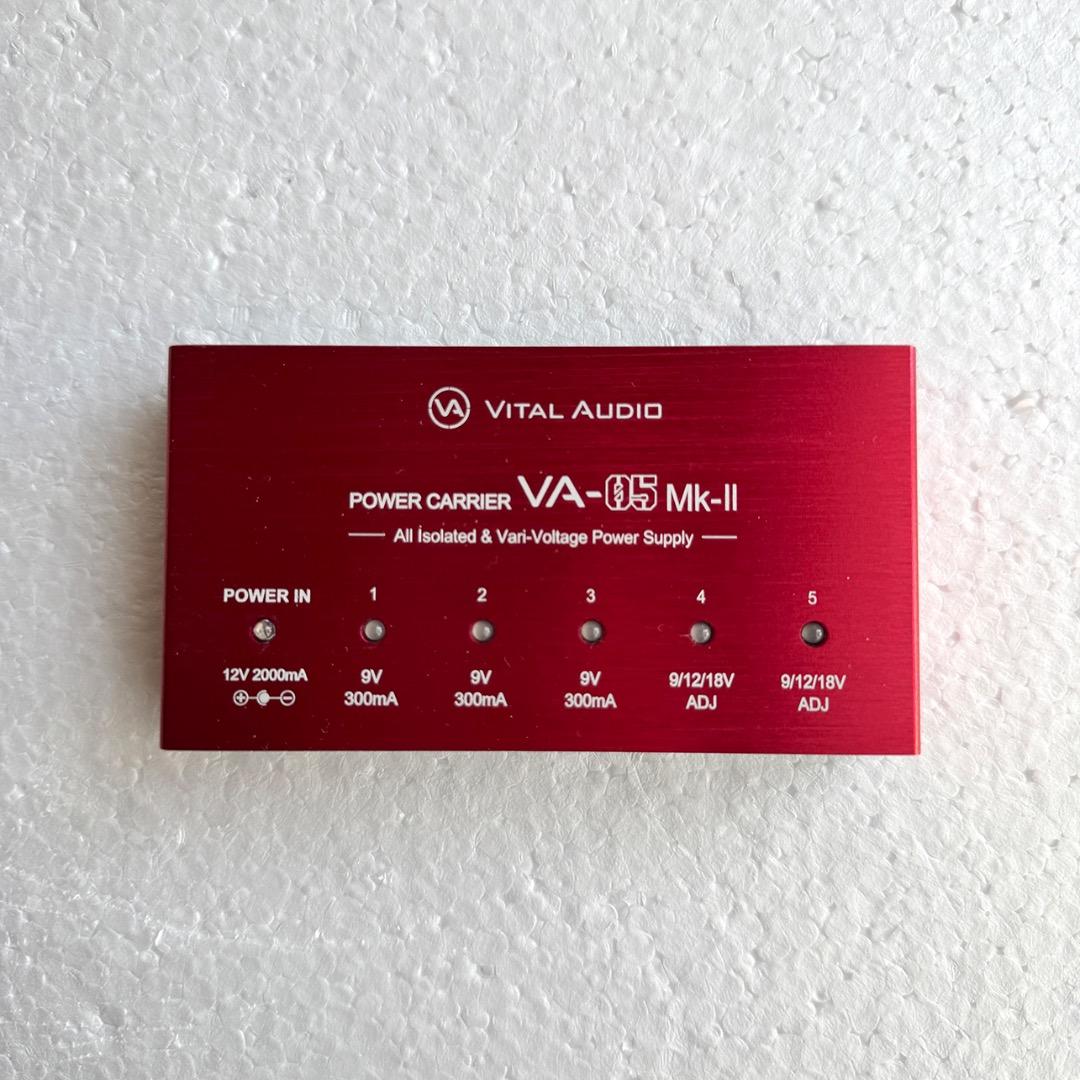 VA VITAL AUDIO
POWER CARRIER VA-05 Mk-II
All Isolated & Vari-Voltage Power Supply
POWER IN 1 2 3 4 5
12V 2000mA 9V 9V 9V 9/12/18V 9/12/18V
300mA 300mA 300mA ADJ ADJ